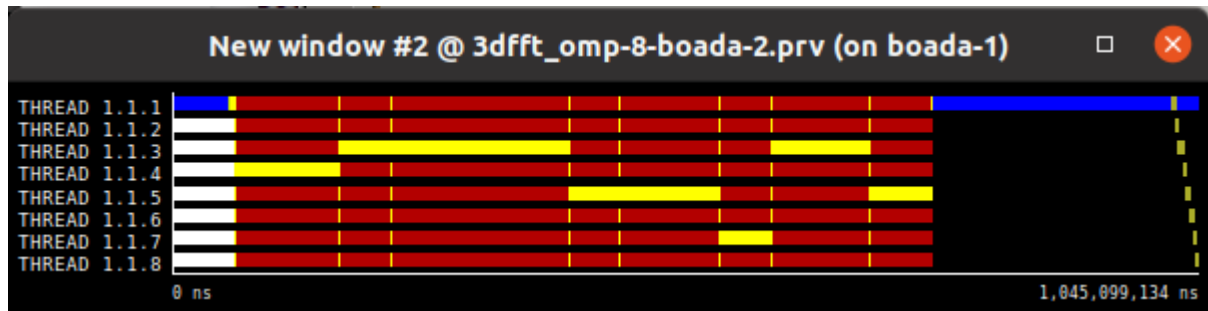 New window #2 @ 3dfft_omp-8-boada-2.prv (on boada-1)
THREAD 1.1.1
THREAD 1.1.2
THREAD 1.1.3
THREAD 1.1.4
THREAD 1.1.5
THREAD 1.1.6
THREAD 1.1.7
THREAD 1.1.8
0 ns 1,045,099,134 ns